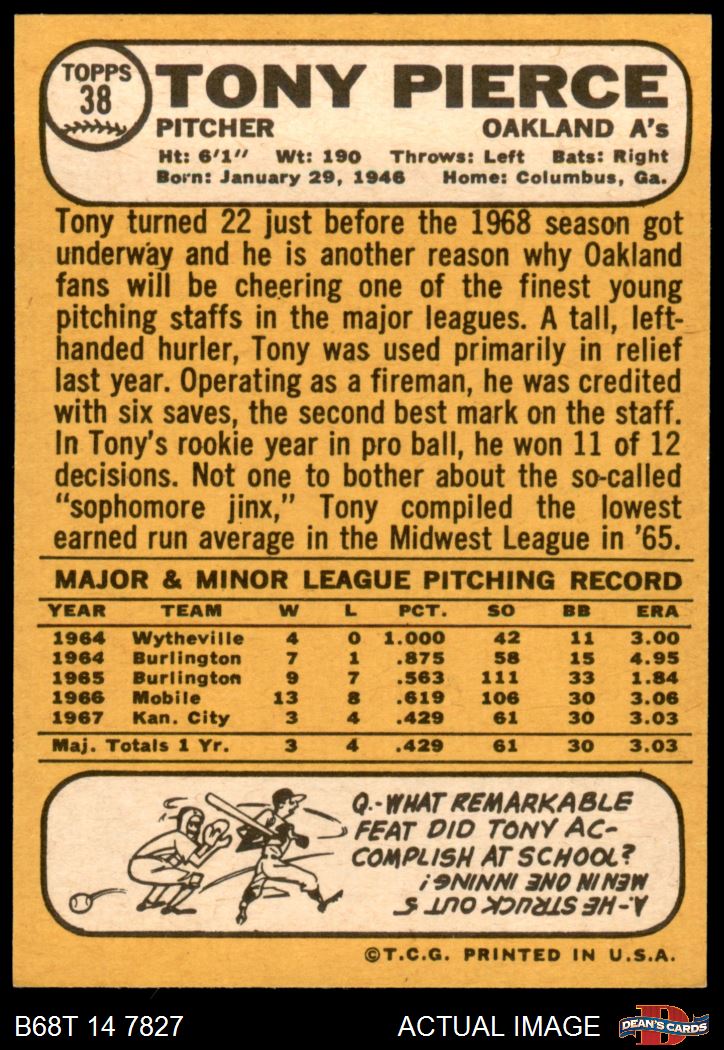 TOPPS
38
TONY PIERCE
PITCHER OAKLAND A's
Ht: 6'1" Wt: 190 Throws: Left Bats: Right
Born: January 29, 1946 Home: Columbus, Ga.
Tony turned 22 just before the 1968 season got
underway and he is another reason why Oakland
fans will be cheering one of the finest young
pitching staffs in the major leagues. A tall, left-
handed hurler, Tony was used primarily in relief
last year. Operating as a fireman, he was credited
with six saves, the second best mark on the staff.
In Tony's rookie year in pro ball, he won 11 of 12
decisions. Not one to bother about the so-called
"sophomore jinx," Tony compiled the lowest
earned run average in the Midwest League in '65.
MAJOR & MINOR LEAGUE PITCHING RECORD
YEAR TEAM W L PCT. SO BB ERA
1964 Wytheville 4 0 1.000 42 11 3.00
1964 Burlington 7 1 .875 58 15 4.95
1965 Burlington 9 7 .563 111 33 1.84
1966 Mobile 13 8 .619 106 30 3.06
1967 Kan. City 3 4 .429 61 30 3.03
Maj. Totals 1 Yr. 3 4 .429 61 30 3.03
Q.-WHAT REMARKABLE
FEAT DID TONY AC-
COMPLISH AT SCHOOL?
A-HE STRUCK OUT 5
MEN IN ONE INNING!
©T.C.G. PRINTED IN U.S.A.
B68T 14 7827 ACTUAL IMAGE
D
DEAN'S CARDS